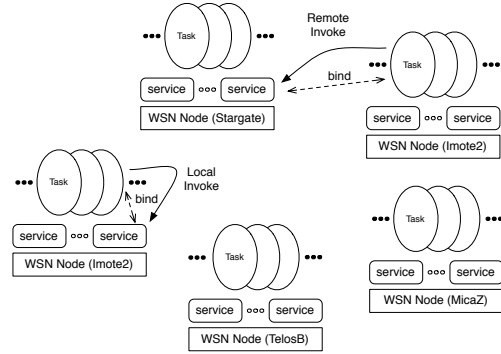 Task
Remote
Invoke
bind
service
service
WSN Node (Stargate)
Task
service
service
WSN Node (Imote2)
Task
Local
Invoke
bind
service
service
WSN Node (Imote2)
Task
service
service
WSN Node (MicaZ)
Task
service
service
WSN Node (TelosB)